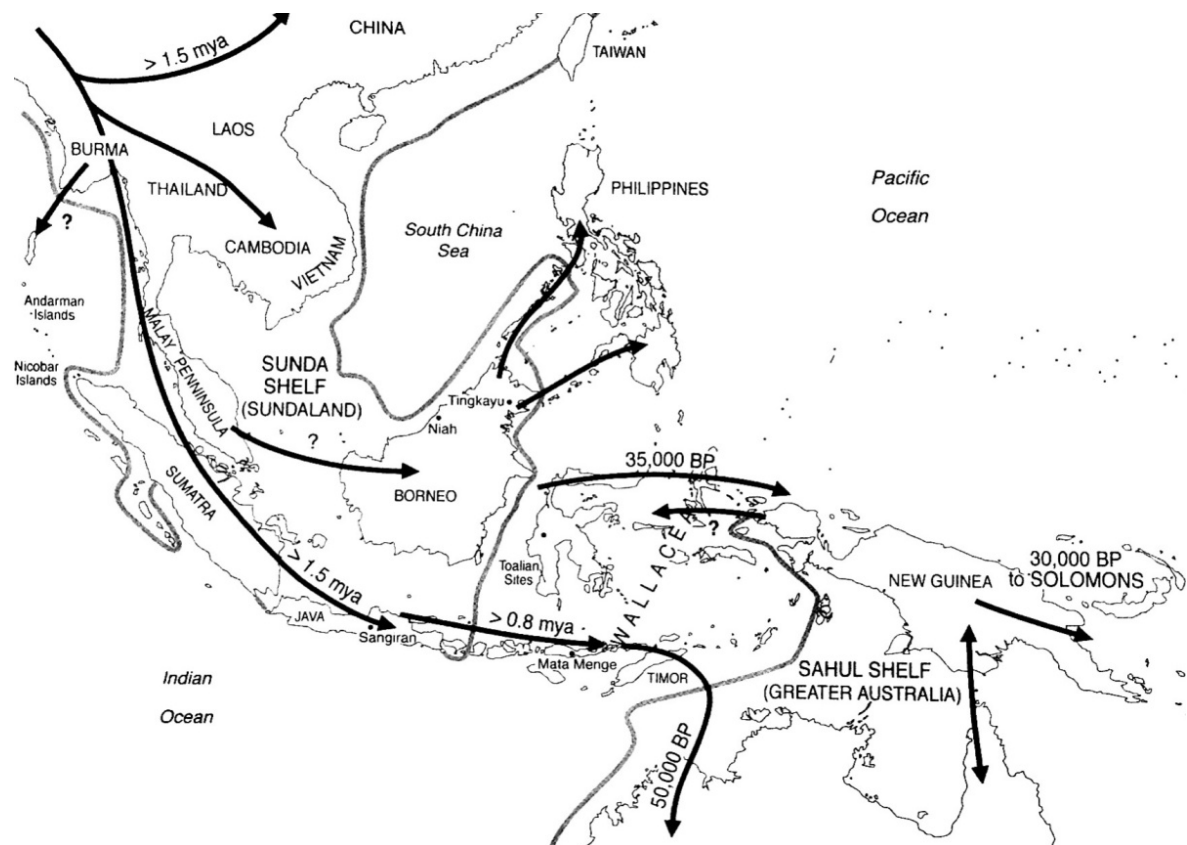 CHINA
> 1.5 mya
TAIWAN
LAOS
BURMA
THAILAND
PHILIPPINES
Pacific
Ocean
?
CAMBODIA
VIETNAM
South China
Sea
Andarman
Islands
MALAY PENNINSULA
Nicobar
Islands
SUNDA
SHELF
(SUNDALAND)
Tingkayu
Niah
?
35,000 BP
BORNEO
SUMATRA
?
Toalian
Sites
WALLACEA
NEW GUINEA
30,000 BP
to SOLOMONS
> 1.5 mya
JAVA
Sangiran
> 0.8 mya
Mata Menge
TIMOR
SAHUL SHELF
(GREATER AUSTRALIA)
Indian
Ocean
50,000 BP